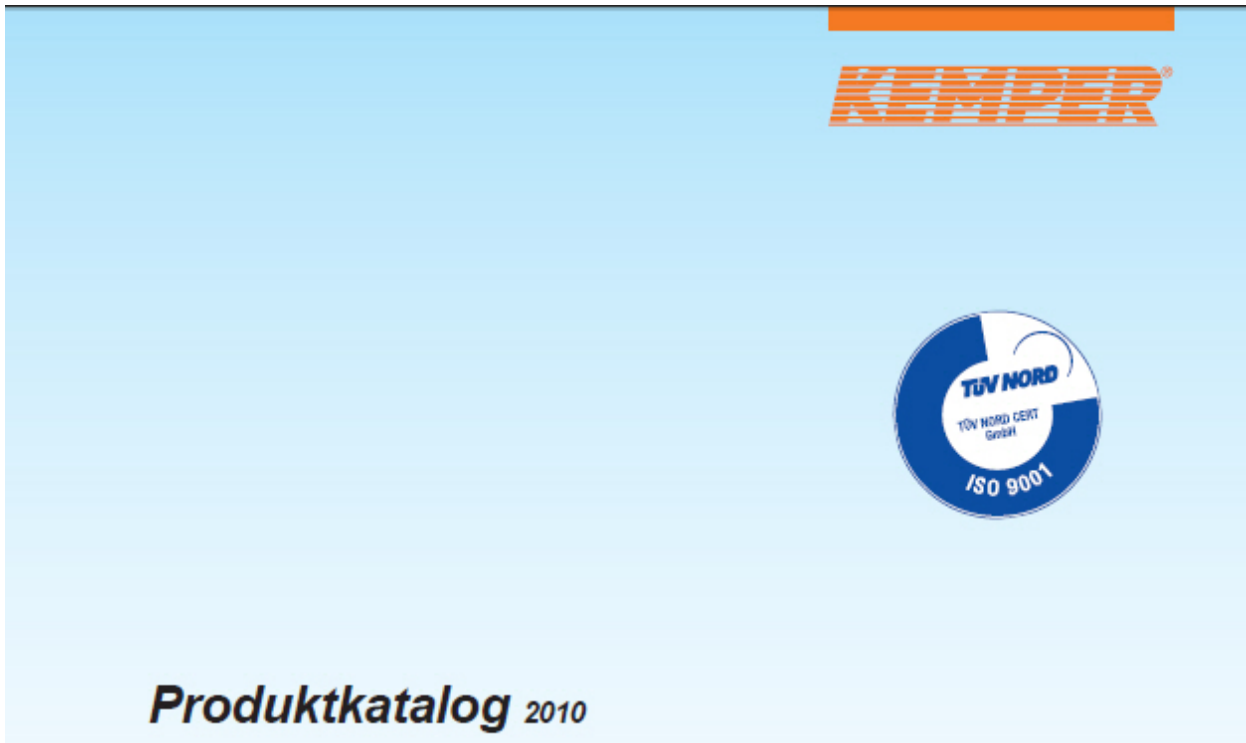 KEMPER®
TÜV NORD
TÜV NORD CERT
GmbH
ISO 9001
Produktkatalog 2010